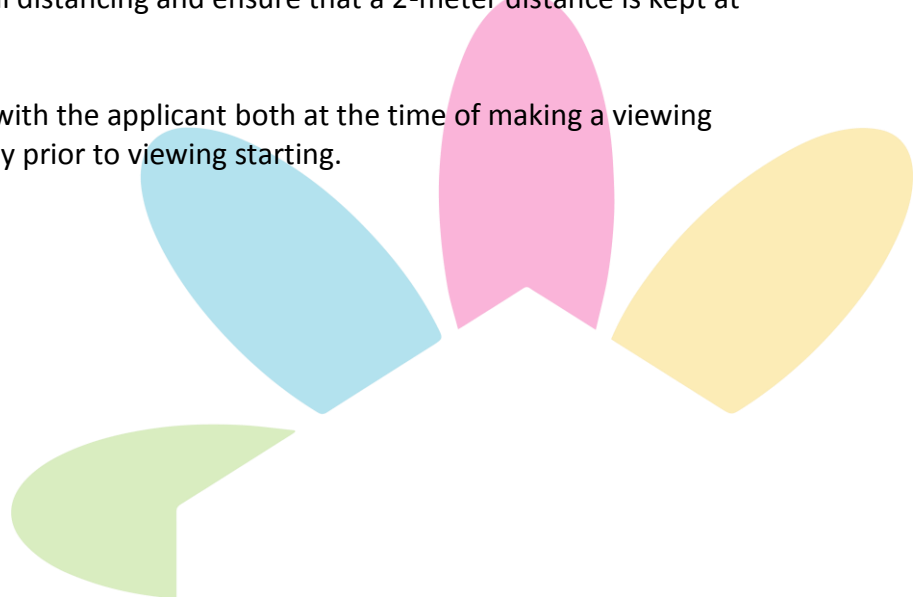 distancing and ensure that a 2-meter distance is kept at
with the applicant both at the time of making a viewing
prior to viewing starting.